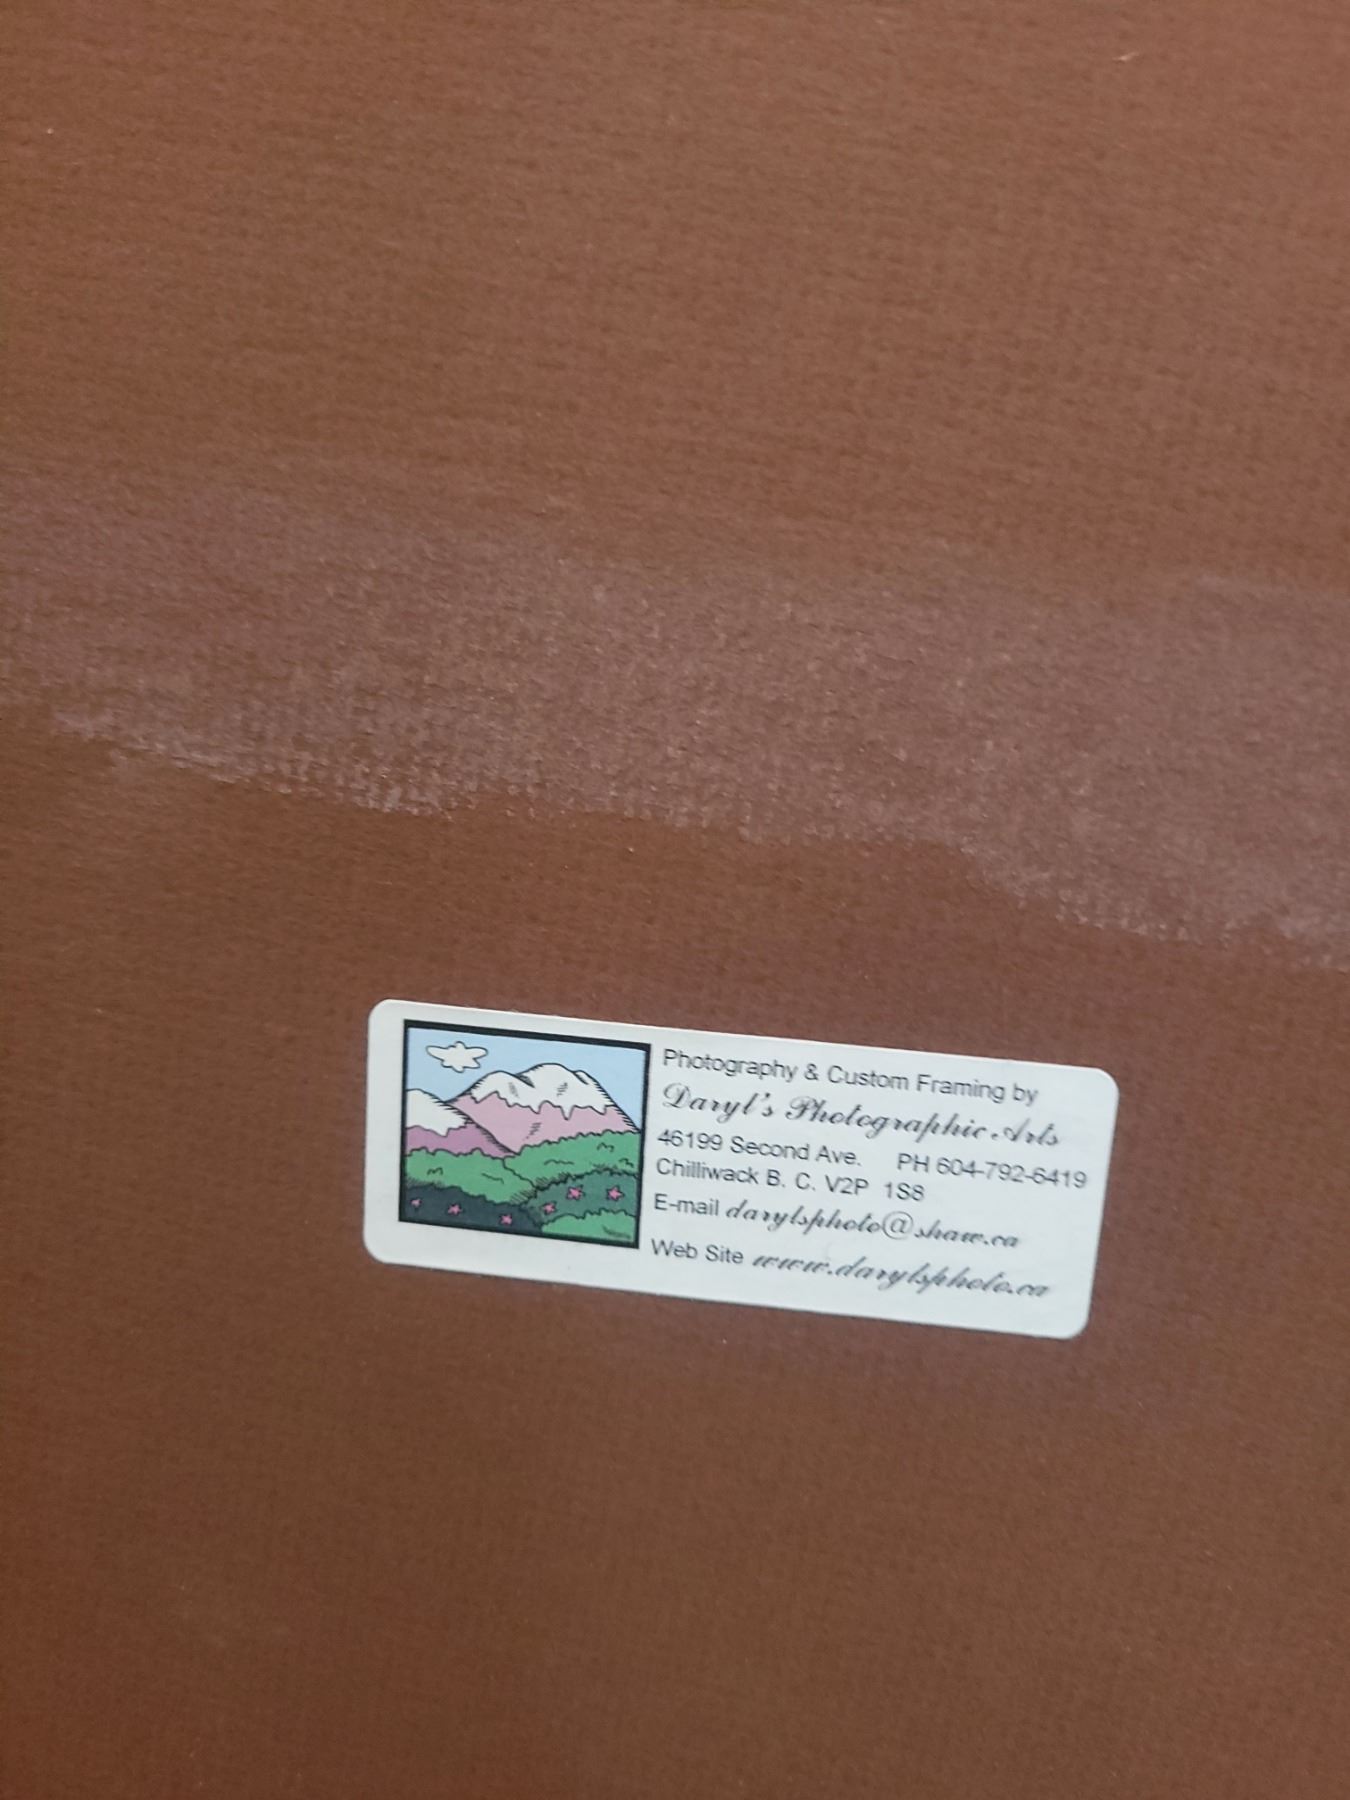 Photography & Custom Framing by
Daryl's Photographic Arts
46199 Second Ave. PH 604-792-6419
Chilliwack B. C. V2P 1S8
E-mail darylsphoto@shaw.ca
Web Site www.darylsphoto.ca